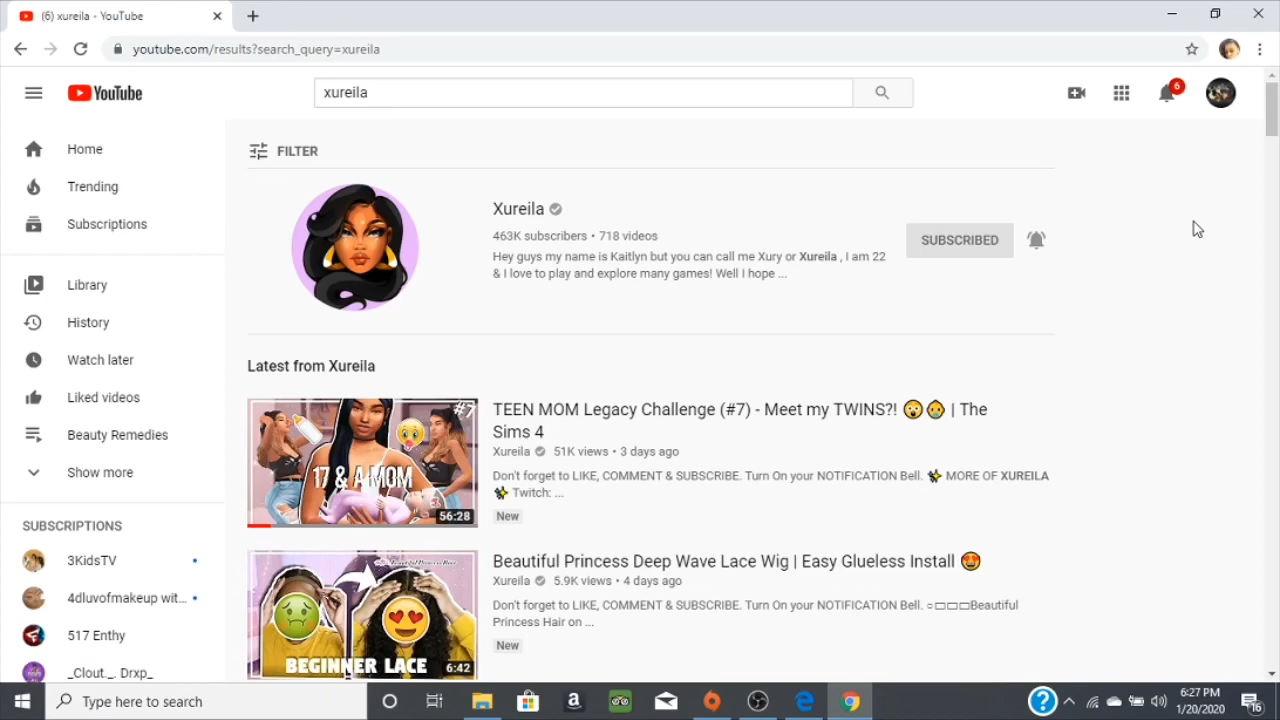 (6) xureila - YouTube
youtube.com/results?search_query=xureila
YouTube
xureila
6
Home
Trending
Subscriptions
Library
History
Watch later
Liked videos
Beauty Remedies
Show more
SUBSCRIPTIONS
3KidsTV
4dluvofmakeup wit...
517 Enthy
_Clout._. Drxp_
FILTER
Xureila
463K subscribers • 718 videos
Hey guys my name is Kaitlyn but you can call me Xury or Xureila , I am 22
& I love to play and explore many games! Well I hope ...
SUBSCRIBED
Latest from Xureila
#7
17 & A MOM
56:28
TEEN MOM Legacy Challenge (#7) - Meet my TWINS?! 😲🤷 | The
Sims 4
Xureila 51K views • 3 days ago
Don't forget to LIKE, COMMENT & SUBSCRIBE. Turn On your NOTIFICATION Bell. ✨ MORE OF XUREILA
✨ Twitch: ...
New
BEGINNER LACE
6:42
Beautiful Princess Deep Wave Lace Wig | Easy Glueless Install 😍
Xureila 5.9K views • 4 days ago
Don't forget to LIKE, COMMENT & SUBSCRIBE. Turn On your NOTIFICATION Bell. ○□□□Beautiful
Princess Hair on ...
New
Type here to search
6:27 PM
1/20/2020
16